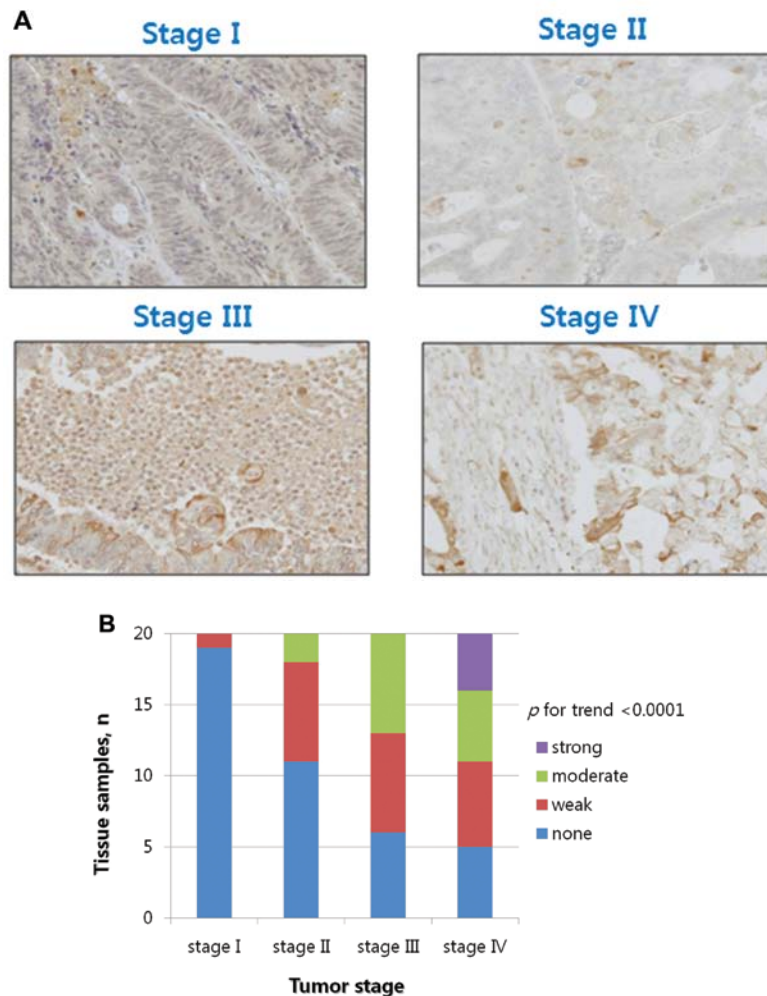 A
Stage I
Stage II
Stage III
Stage IV
B
20
15
10
5
0
Tissue samples, n
stage I
stage II
stage III
stage IV
Tumor stage
p for trend <0.0001
strong
moderate
weak
none